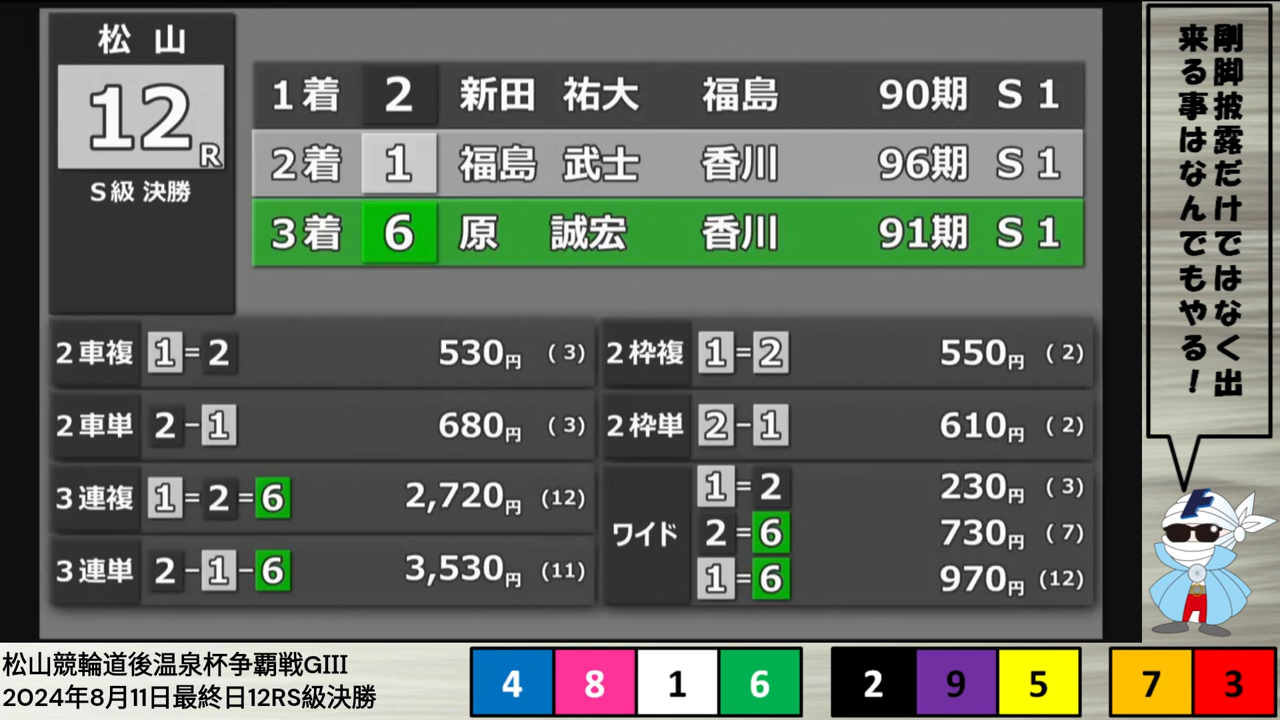 松山
12R
S級 決勝
1着 2 新田 祐大 福島 90期 S1
2着 1 福島 武士 香川 96期 S1
3着 6 原 誠宏 香川 91期 S1
2車複 1=2 530円 (3)
2車単 2-1 680円 (3)
3連複 1=2=6 2,720円 (12)
3連単 2-1-6 3,530円 (11)
2枠複 1=2 550円 (2)
2枠単 2-1 610円 (2)
ワイド
1=2 230円 (3)
2=6 730円 (7)
1=6 970円 (12)
剛脚披露だけではなく出
来る事はなんでもやる!
松山競輪道後温泉杯争覇戦GIII
2024年8月11日最終日12RS級決勝
4 8 1 6 2 9 5 7 3